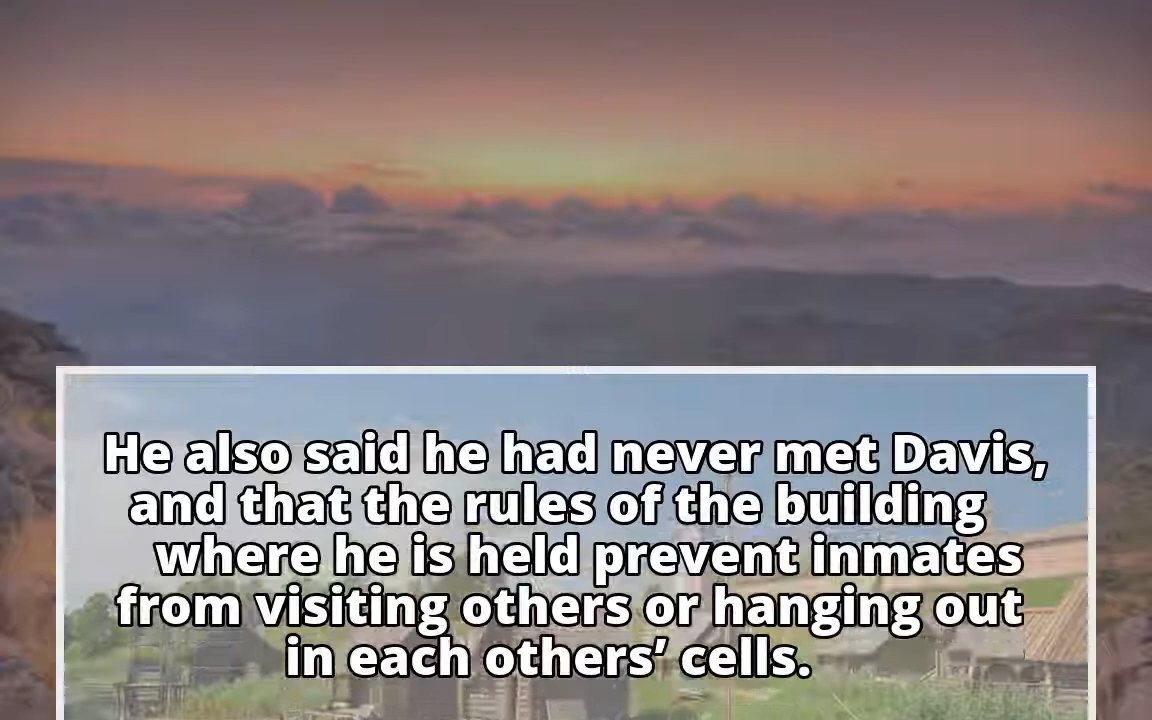 He also said he had never met Davis,
and that the rules of the building
where he is held prevent inmates
from visiting others or hanging out
in each others’ cells.